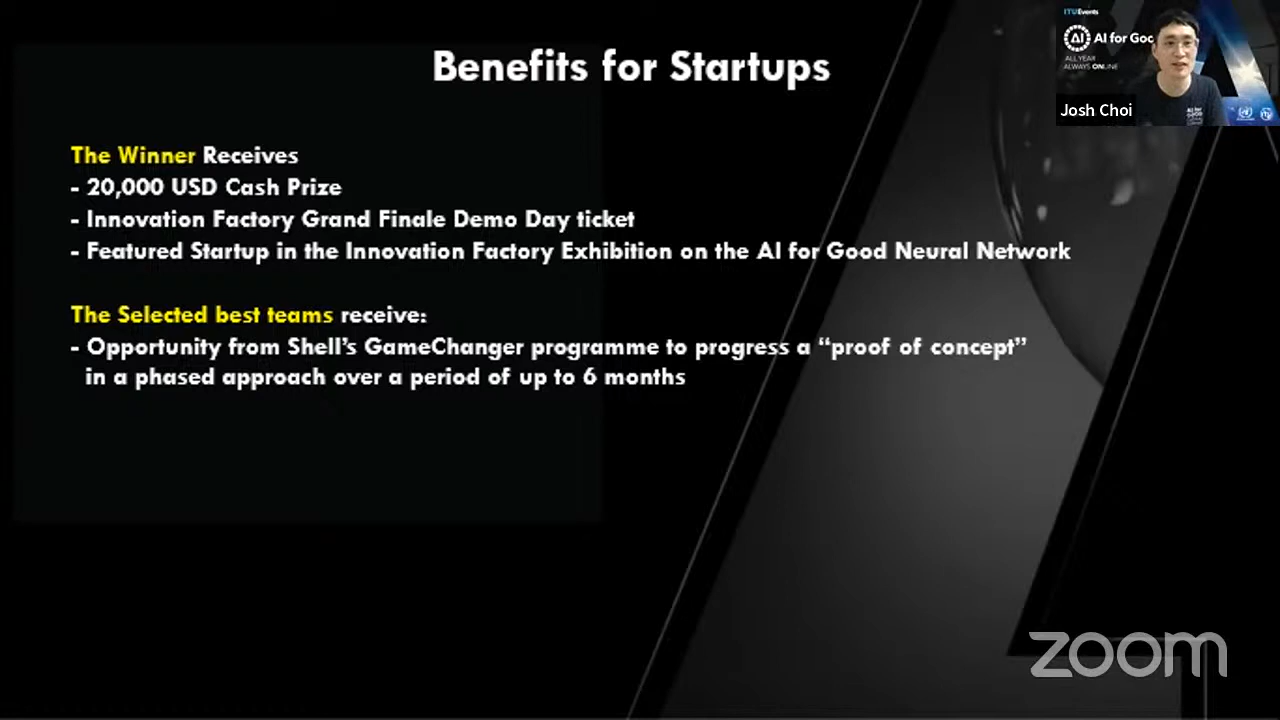 Benefits for Startups
The Winner Receives
- 20,000 USD Cash Prize
- Innovation Factory Grand Finale Demo Day ticket
- Featured Startup in the Innovation Factory Exhibition on the AI for Good Neural Network
The Selected best teams receive:
- Opportunity from Shell's GameChanger programme to progress a “proof of concept”
in a phased approach over a period of up to 6 months
ITUEvents
AI
AI for Goo
ALL YEAR
ALWAYS ONLINE
Josh Choi
zoom